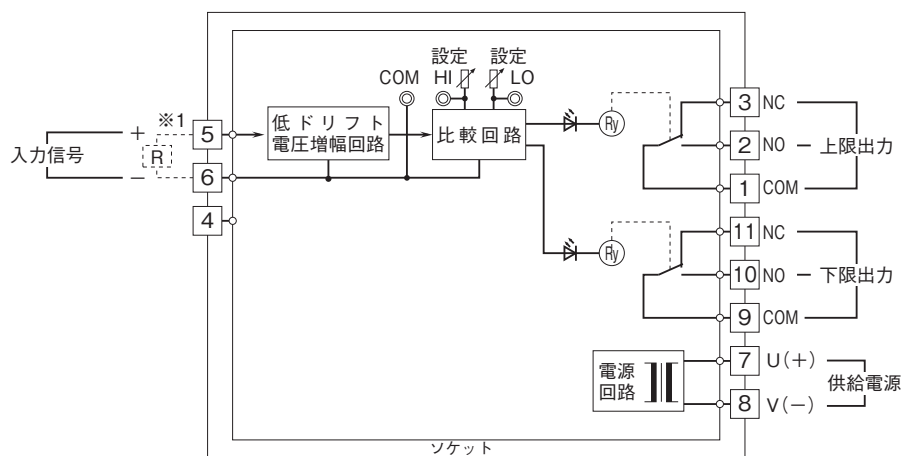 設定
設定
COM
HI
LO
※1
入力信号
+
−
R
5
6
4
低ドリフト
電圧増幅回路
比較回路
Ry
Ry
3 NC
2 NO
1 COM
上限出力
11 NC
10 NO
9 COM
下限出力
電源
回路
7 U(+)
8 V(−)
供給電源
ソケット